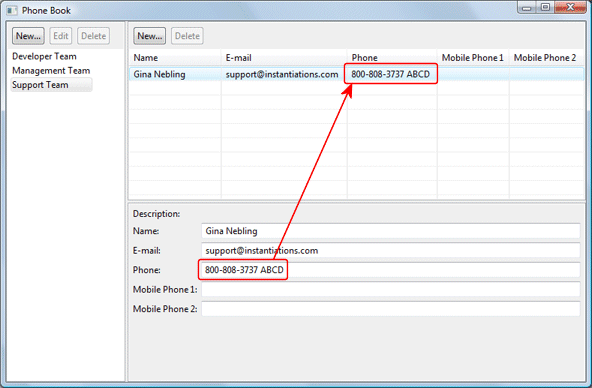 Phone Book
New... Edit Delete
Developer Team
Management Team
Support Team
New... Delete
Name E-mail Phone Mobile Phone 1 Mobile Phone 2
Gina Nebling support@instantiations.com 800-808-3737 ABCD
Description:
Name: Gina Nebling
E-mail: support@instantiations.com
Phone: 800-808-3737 ABCD
Mobile Phone 1:
Mobile Phone 2: